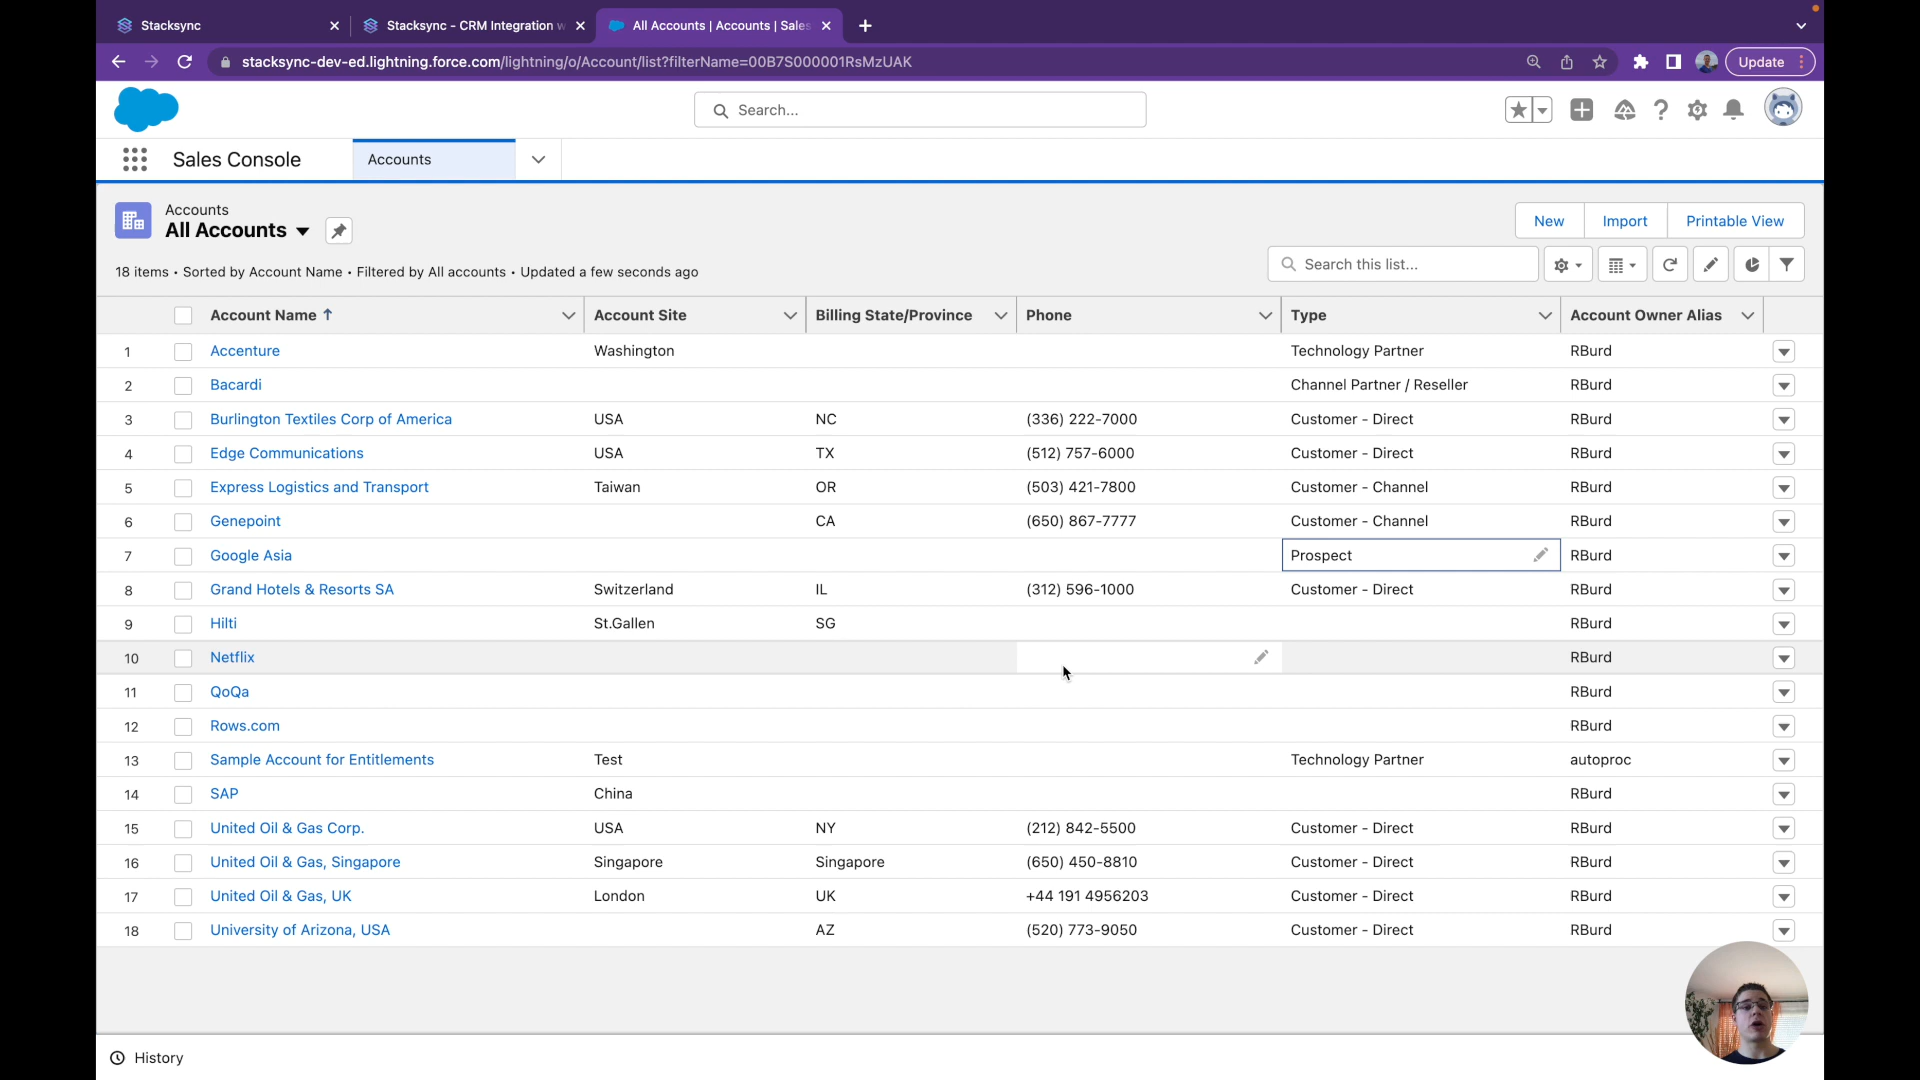 Stacksync
Stacksync - CRM Integration w
All Accounts | Accounts | Sales
stacksync-dev-ed.lightning.force.com/lightning/o/Account/list?filterName=00B7S000001RsMzUAK
Update
Search...
Sales Console
Accounts
Accounts
All Accounts
New
Import
Printable View
18 items • Sorted by Account Name • Filtered by All accounts • Updated a few seconds ago
Search this list...
Account Name Account Site Billing State/Province Phone Type Account Owner Alias
1 Accenture Washington Technology Partner RBurd
2 Bacardi Channel Partner / Reseller RBurd
3 Burlington Textiles Corp of America USA NC (336) 222-7000 Customer - Direct RBurd
4 Edge Communications USA TX (512) 757-6000 Customer - Direct RBurd
5 Express Logistics and Transport Taiwan OR (503) 421-7800 Customer - Channel RBurd
6 Genepoint CA (650) 867-7777 Customer - Channel RBurd
7 Google Asia Prospect RBurd
8 Grand Hotels & Resorts SA Switzerland IL (312) 596-1000 Customer - Direct RBurd
9 Hilti St.Gallen SG RBurd
10 Netflix RBurd
11 QoQa RBurd
12 Rows.com RBurd
13 Sample Account for Entitlements Test Technology Partner autoproc
14 SAP China RBurd
15 United Oil & Gas Corp. USA NY (212) 842-5500 Customer - Direct RBurd
16 United Oil & Gas, Singapore Singapore Singapore (650) 450-8810 Customer - Direct RBurd
17 United Oil & Gas, UK London UK +44 191 4956203 Customer - Direct RBurd
18 University of Arizona, USA AZ (520) 773-9050 Customer - Direct RBurd
History